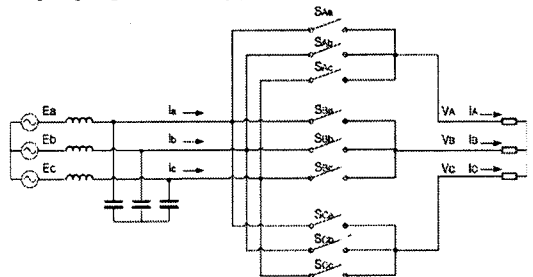 SAa
SAb
SAc
Ea ia SBa VA iA
Eb ib SBb VB iB
Ec ic SBc VC iC
SCa
SCb
SCc